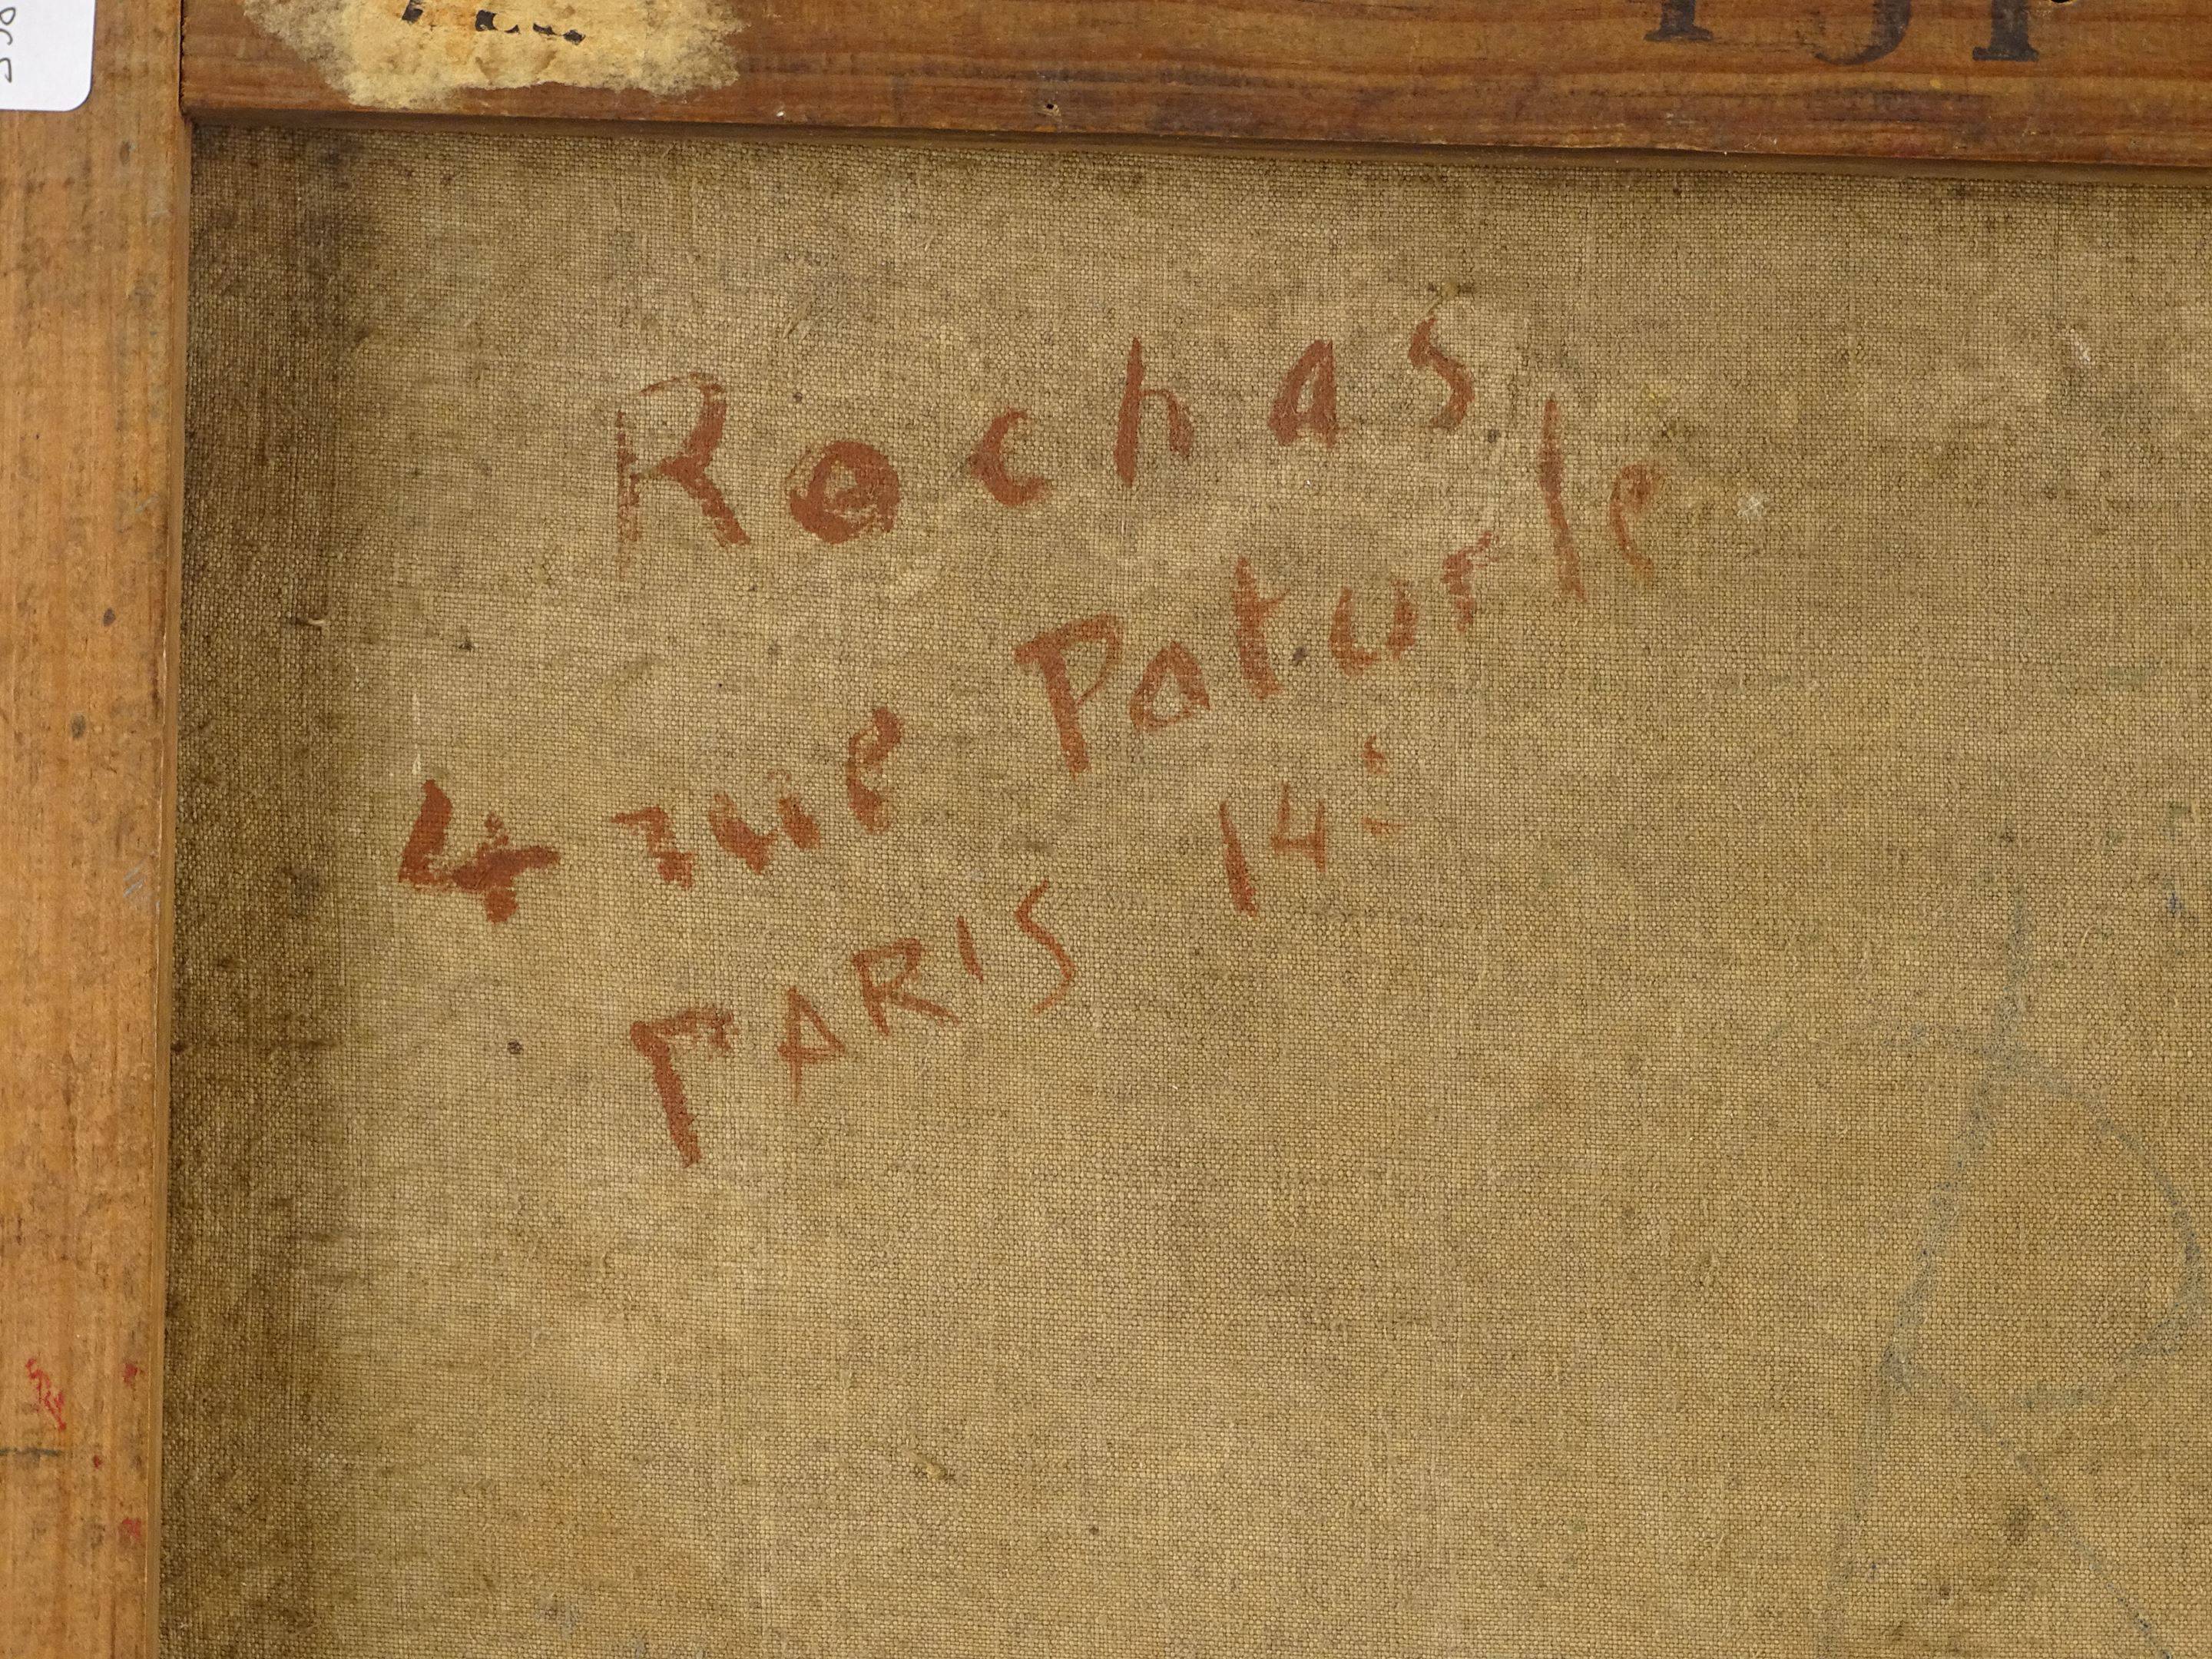 Rochas
4 rue Paturle
PARIS 14e